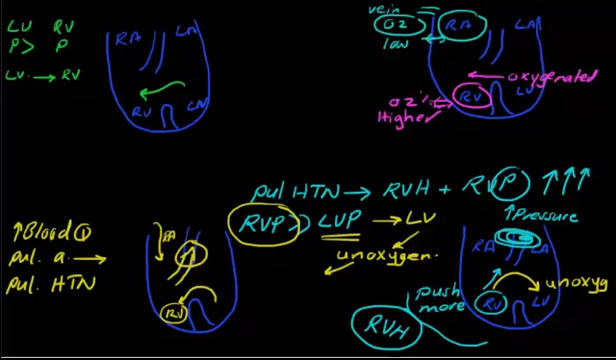 LV RV
P> P
LV. → RV
RA LA
RV
vein
O2
low
RA LA
← oxygenated
O2%
Higher
RV LV
pul HTN → RVH + RVP ↑↑↑
RVP > LVP → LV
unoxygen.
↑Blood
pul. a. →
pul. HTN
RA
RV
↑Pressure
RA LA
unoxyg
RV LV
push
more
RVH